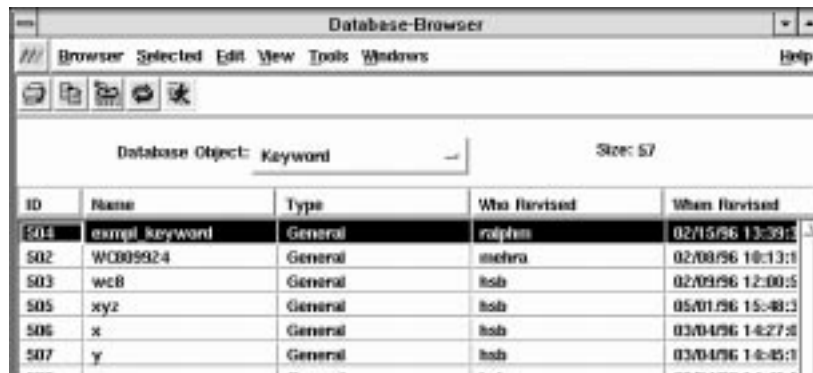 Database-Browser
Browser Selected Edit View Tools Windows Help
Database Object: Keyword Size: 57
ID Name Type Who Revised When Revised
504 exmpl_keyword General ralphm 02/15/96 13:39:3
502 WC809924 General mehra 02/08/96 10:13:1
503 wc8 General hsb 02/09/96 12:00:5
505 xyz General hsb 05/01/96 15:48:3
506 x General hsb 03/04/96 14:27:0
507 y General hsb 03/04/96 14:45:1